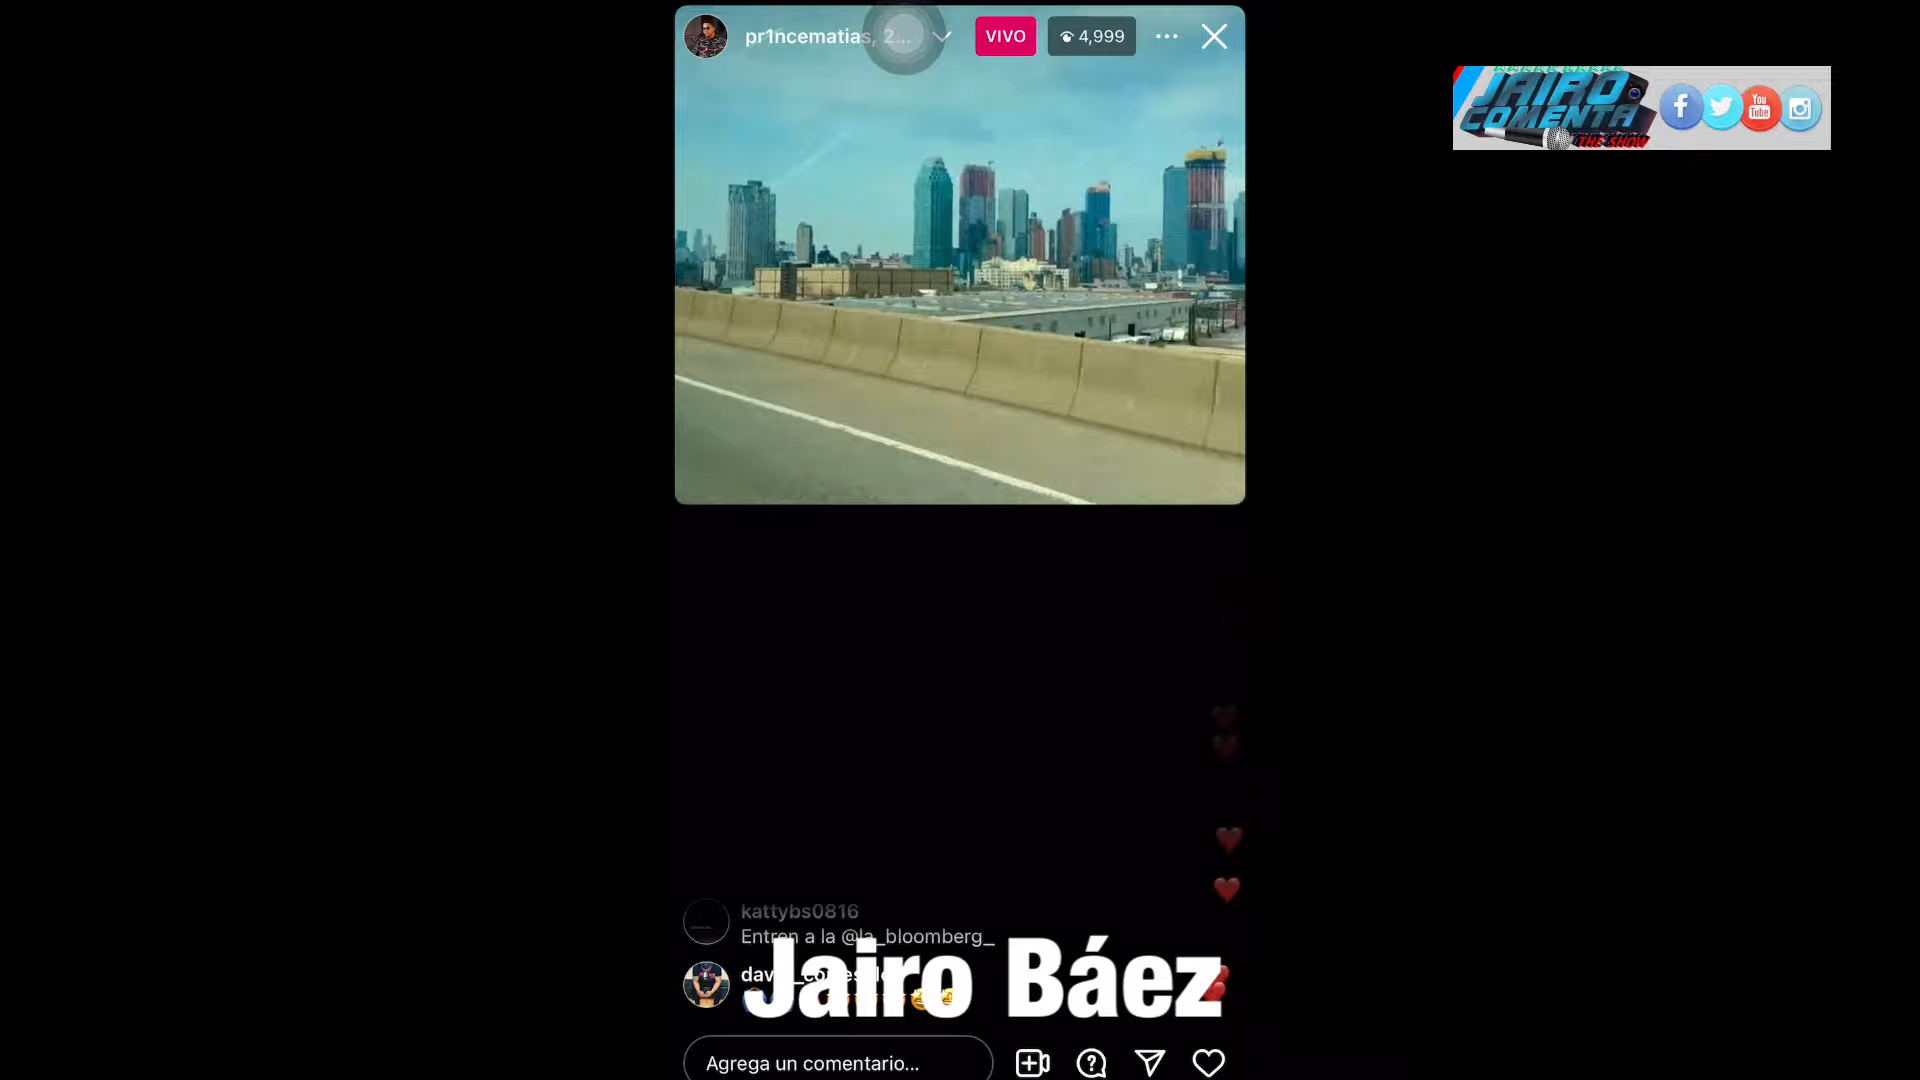 pr1ncematias, 2...
VIVO
4,999
JAIRO
COMENTA
THE SHOW
You
Tube
kattybs0816
Entren a la @la_bloomberg_
Jairo Báez
Agrega un comentario...